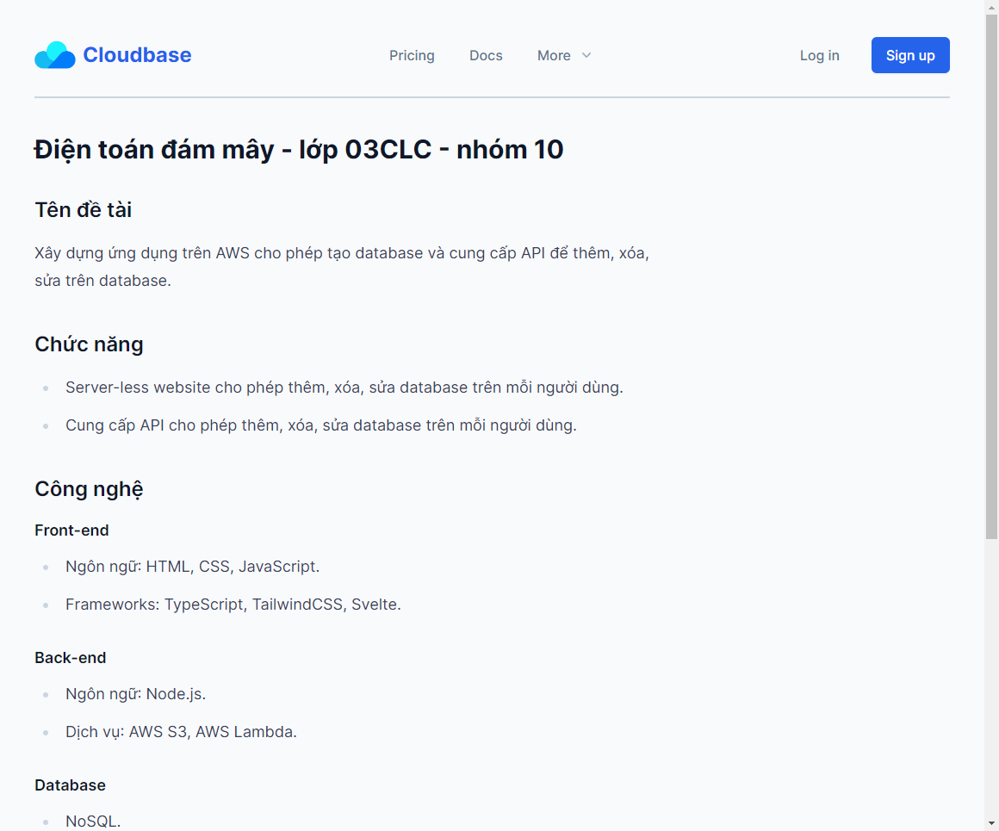 Cloudbase
Pricing
Docs
More
Log in
Sign up
Điện toán đám mây - lớp 03CLC - nhóm 10
Tên đề tài
Xây dựng ứng dụng trên AWS cho phép tạo database và cung cấp API để thêm, xóa,
sửa trên database.
Chức năng
Server-less website cho phép thêm, xóa, sửa database trên mỗi người dùng.
Cung cấp API cho phép thêm, xóa, sửa database trên mỗi người dùng.
Công nghệ
Front-end
Ngôn ngữ: HTML, CSS, JavaScript.
Frameworks: TypeScript, TailwindCSS, Svelte.
Back-end
Ngôn ngữ: Node.js.
Dịch vụ: AWS S3, AWS Lambda.
Database
NoSQL.